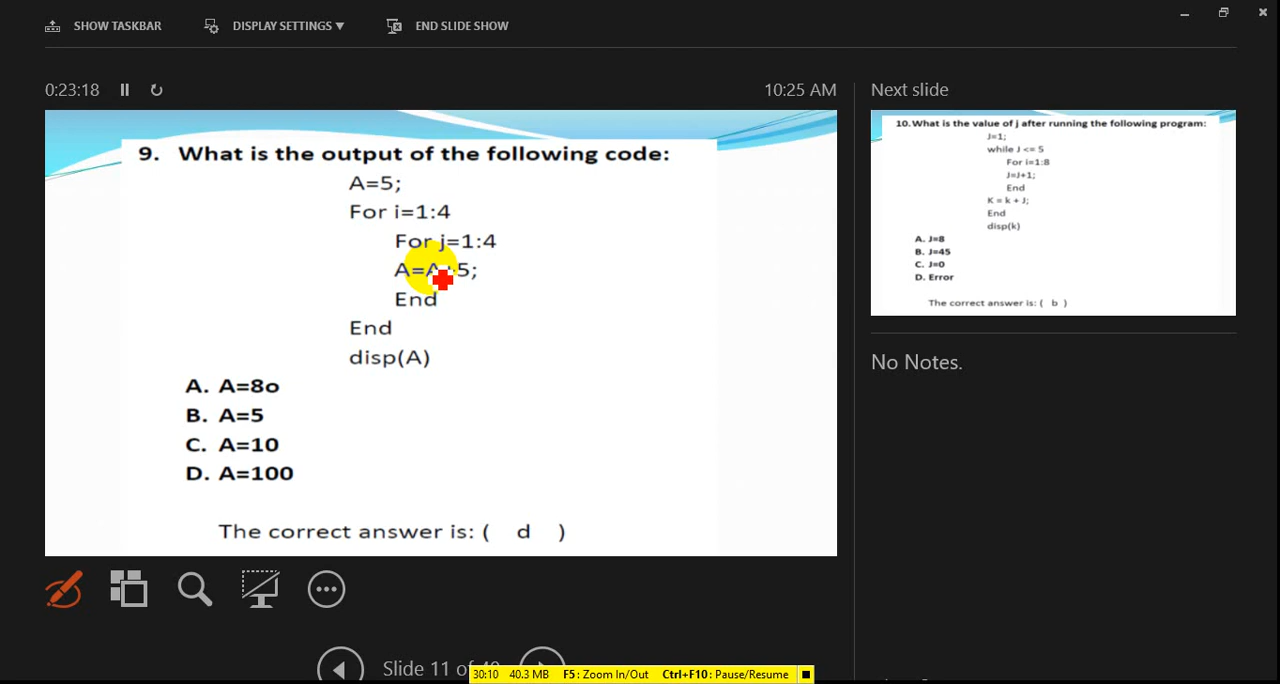 SHOW TASKBAR DISPLAY SETTINGS ▼ END SLIDE SHOW
0:23:18 10:25 AM
9. What is the output of the following code:
A=5;
For i=1:4
For j=1:4
A=A+5;
End
End
disp(A)
A. A=8o
B. A=5
C. A=10
D. A=100
The correct answer is: ( d )
Next slide
10. What is the value of j after running the following program:
J=1;
while J <= 5
For i=1:8
J=J+1;
End
K = k + J;
End
disp(k)
A. J=8
B. J=45
C. J=0
D. Error
The correct answer is: ( b )
No Notes.
Slide 11 of
30:10 40.3 MB F5: Zoom In/Out Ctrl+F10: Pause/Resume